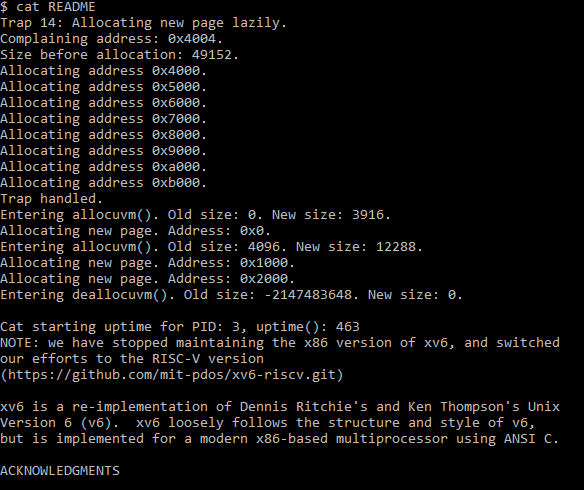 $ cat README
Trap 14: Allocating new page lazily.
Complaining address: 0x4004.
Size before allocation: 49152.
Allocating address 0x4000.
Allocating address 0x5000.
Allocating address 0x6000.
Allocating address 0x7000.
Allocating address 0x8000.
Allocating address 0x9000.
Allocating address 0xa000.
Allocating address 0xb000.
Trap handled.
Entering allocuvm(). Old size: 0. New size: 3916.
Allocating new page. Address: 0x0.
Entering allocuvm(). Old size: 4096. New size: 12288.
Allocating new page. Address: 0x1000.
Allocating new page. Address: 0x2000.
Entering deallocuvm(). Old size: -2147483648. New size: 0.
Cat starting uptime for PID: 3, uptime(): 463
NOTE: we have stopped maintaining the x86 version of xv6, and switched
our efforts to the RISC-V version
(https://github.com/mit-pdos/xv6-riscv.git)
xv6 is a re-implementation of Dennis Ritchie's and Ken Thompson's Unix
Version 6 (v6).  xv6 loosely follows the structure and style of v6,
but is implemented for a modern x86-based multiprocessor using ANSI C.
ACKNOWLEDGMENTS